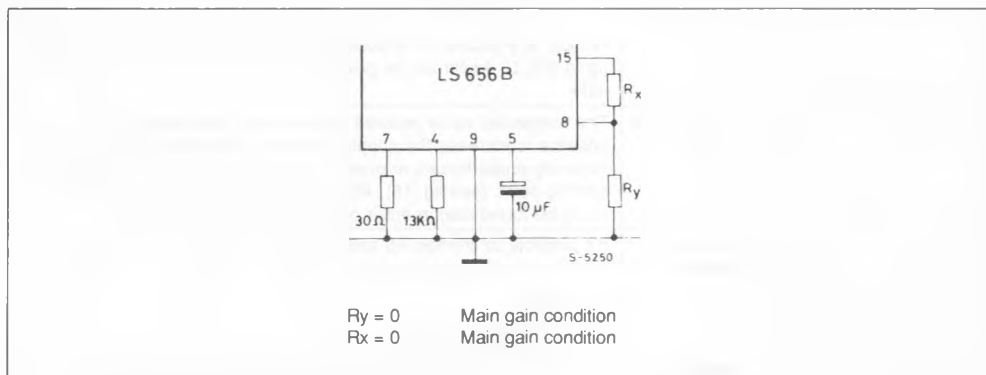 15
LS656B
Rx
8
7 4 9 5
Ry
30Ω 13KΩ 10 μF
S-5250
Ry = 0 Main gain condition
Rx = 0 Main gain condition